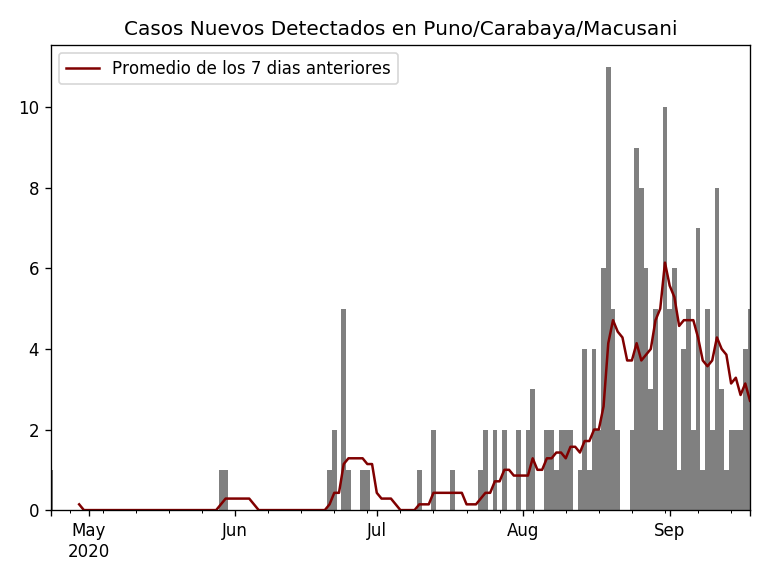 Casos Nuevos Detectados en Puno/Carabaya/Macusani
Promedio de los 7 dias anteriores
10
8
6
4
2
0
May Jun Jul Aug Sep
2020